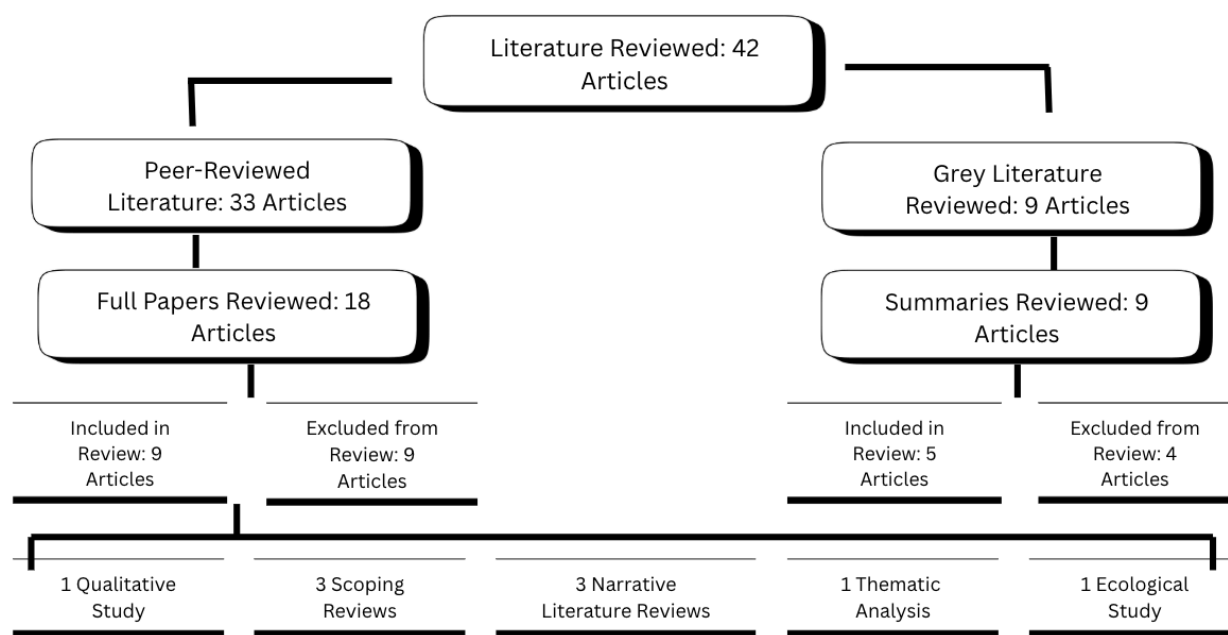 Literature Reviewed: 42
Articles
Peer-Reviewed
Literature: 33 Articles
Grey Literature
Reviewed: 9 Articles
Full Papers Reviewed: 18
Articles
Summaries Reviewed: 9
Articles
Included in
Review: 9
Articles
Excluded from
Review: 9
Articles
Included in
Review: 5
Articles
Excluded from
Review: 4
Articles
1 Qualitative
Study
3 Scoping
Reviews
3 Narrative
Literature Reviews
1 Thematic
Analysis
1 Ecological
Study